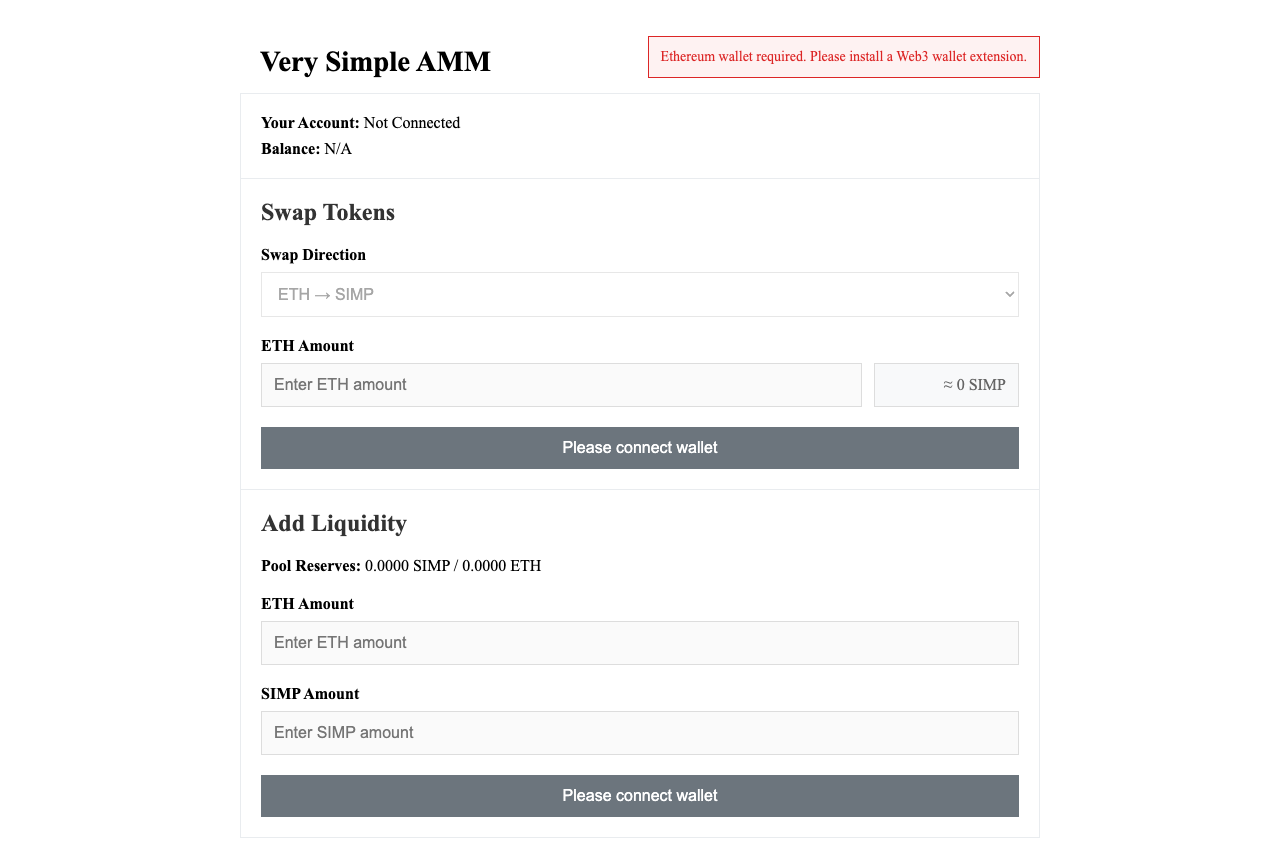 Very Simple AMM
Ethereum wallet required. Please install a Web3 wallet extension.
Your Account: Not Connected
Balance: N/A
Swap Tokens
Swap Direction
ETH → SIMP
ETH Amount
Enter ETH amount
≈ 0 SIMP
Please connect wallet
Add Liquidity
Pool Reserves: 0.0000 SIMP / 0.0000 ETH
ETH Amount
Enter ETH amount
SIMP Amount
Enter SIMP amount
Please connect wallet